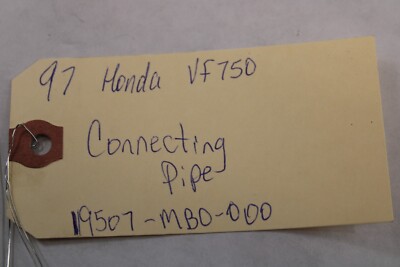 97 Honda VF750
Connecting
Pipe
19507-MB0-000